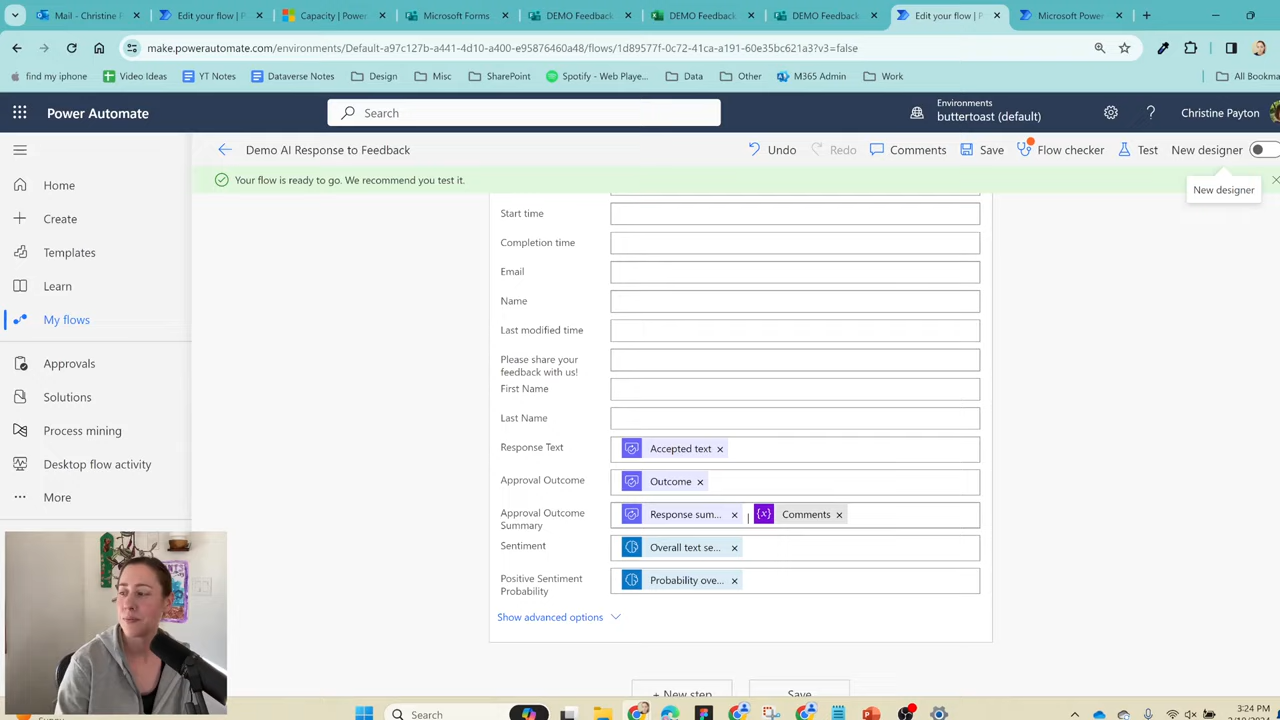 Mail - Christine
Edit your flow | P
Capacity | Power
Microsoft Forms
DEMO Feedback
DEMO Feedback
DEMO Feedback
Edit your flow | P
Microsoft Power
make.powerautomate.com/environments/Default-a97c127b-a441-4d10-a400-e95876460a48/flows/1d89577f-0c72-41ca-a191-60e35bc621a3?v3=false
find my iphone
Video Ideas
YT Notes
Dataverse Notes
Design
Misc
SharePoint
Spotify - Web Playe...
Data
Other
M365 Admin
Work
All Bookma
Power Automate
Search
Environments
buttertoast (default)
Christine Payton
Demo AI Response to Feedback
Undo
Redo
Comments
Save
Flow checker
Test
New designer
Your flow is ready to go. We recommend you test it.
New designer
Home
Create
Templates
Learn
My flows
Approvals
Solutions
Process mining
Desktop flow activity
More
Start time
Completion time
Email
Name
Last modified time
Please share your
feedback with us!
First Name
Last Name
Response Text
Accepted text
Approval Outcome
Outcome
Approval Outcome
Summary
Response sum...
Comments
Sentiment
Overall text se...
Positive Sentiment
Probability
Probability ove...
Show advanced options
+ New step
Save
Search
3:24 PM